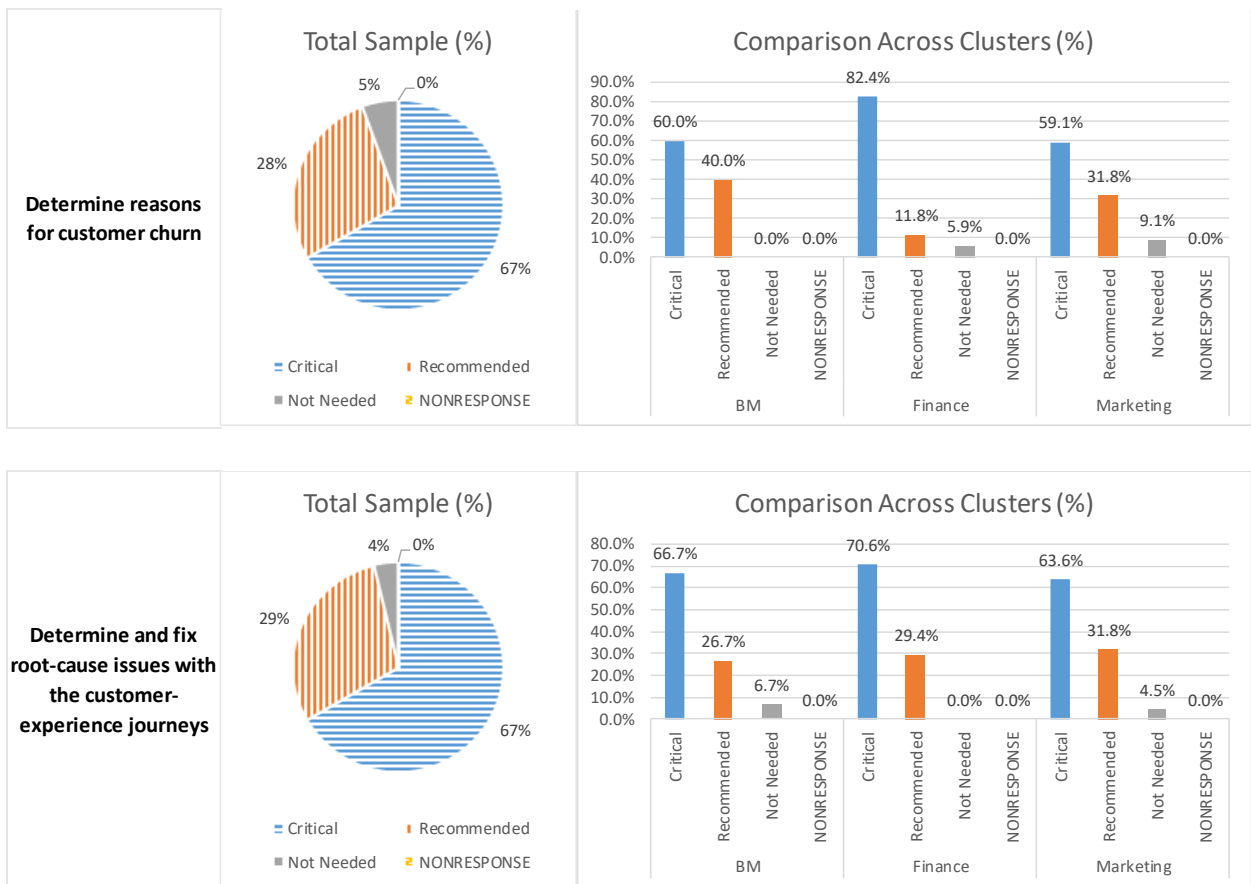 Determine reasons
for customer churn
Total Sample (%)
0%
5%
28%
67%
Critical
Recommended
Not Needed
NONRESPONSE
Comparison Across Clusters (%)
90.0%
80.0%
70.0%
60.0%
50.0%
40.0%
30.0%
20.0%
10.0%
0.0%
60.0%
40.0%
0.0%
0.0%
82.4%
11.8%
5.9%
0.0%
59.1%
31.8%
9.1%
0.0%
Critical
Recommended
Not Needed
NONRESPONSE
Critical
Recommended
Not Needed
NONRESPONSE
Critical
Recommended
Not Needed
NONRESPONSE
BM
Finance
Marketing
Determine and fix
root-cause issues with
the customer-
experience journeys
Total Sample (%)
0%
4%
29%
67%
Critical
Recommended
Not Needed
NONRESPONSE
Comparison Across Clusters (%)
80.0%
70.0%
60.0%
50.0%
40.0%
30.0%
20.0%
10.0%
0.0%
66.7%
26.7%
6.7%
0.0%
70.6%
29.4%
0.0%
0.0%
63.6%
31.8%
4.5%
0.0%
Critical
Recommended
Not Needed
NONRESPONSE
Critical
Recommended
Not Needed
NONRESPONSE
Critical
Recommended
Not Needed
NONRESPONSE
BM
Finance
Marketing